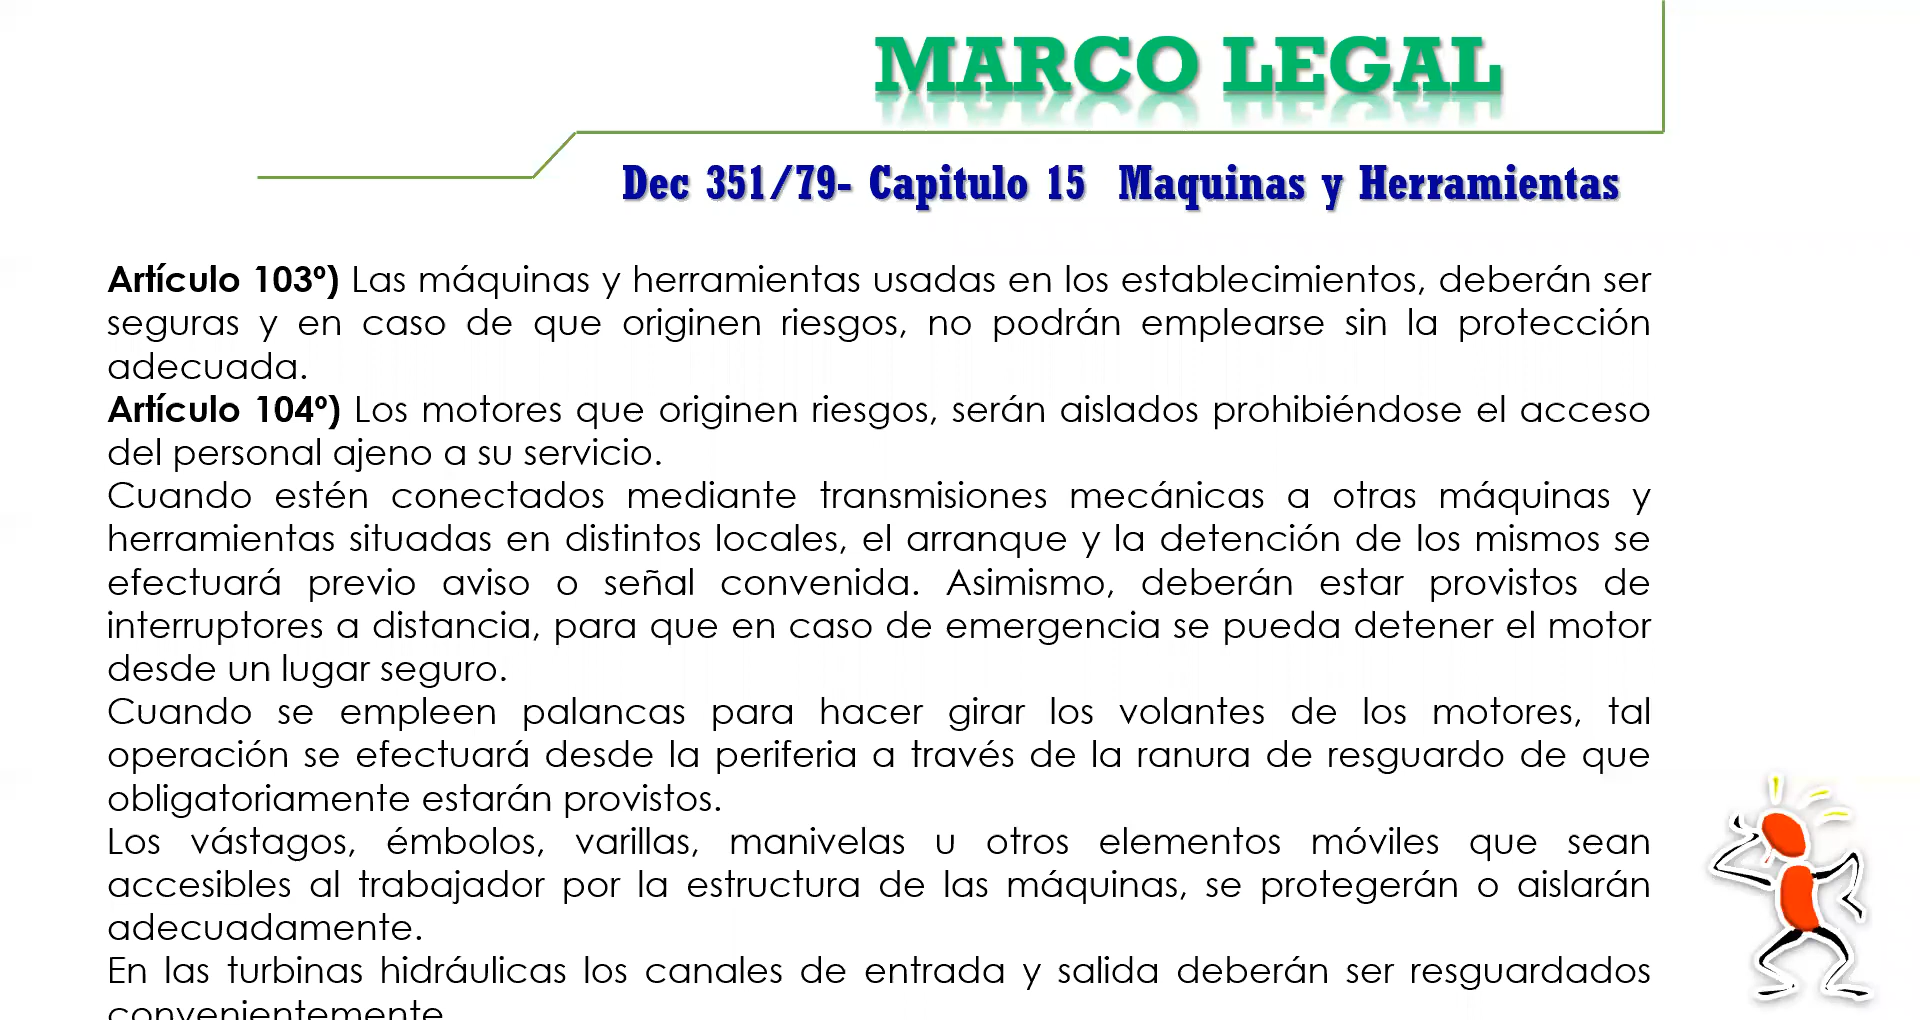 MARCO LEGAL
Dec 351/79- Capitulo 15 Maquinas y Herramientas
Artículo 103º) Las máquinas y herramientas usadas en los establecimientos, deberán ser
seguras y en caso de que originen riesgos, no podrán emplearse sin la protección
adecuada.
Artículo 104º) Los motores que originen riesgos, serán aislados prohibiéndose el acceso
del personal ajeno a su servicio.
Cuando estén conectados mediante transmisiones mecánicas a otras máquinas y
herramientas situadas en distintos locales, el arranque y la detención de los mismos se
efectuará previo aviso o señal convenida. Asimismo, deberán estar provistos de
interruptores a distancia, para que en caso de emergencia se pueda detener el motor
desde un lugar seguro.
Cuando se empleen palancas para hacer girar los volantes de los motores, tal
operación se efectuará desde la periferia a través de la ranura de resguardo de que
obligatoriamente estarán provistos.
Los vástagos, émbolos, varillas, manivelas u otros elementos móviles que sean
accesibles al trabajador por la estructura de las máquinas, se protegerán o aislarán
adecuadamente.
En las turbinas hidráulicas los canales de entrada y salida deberán ser resguardados
convenientemente